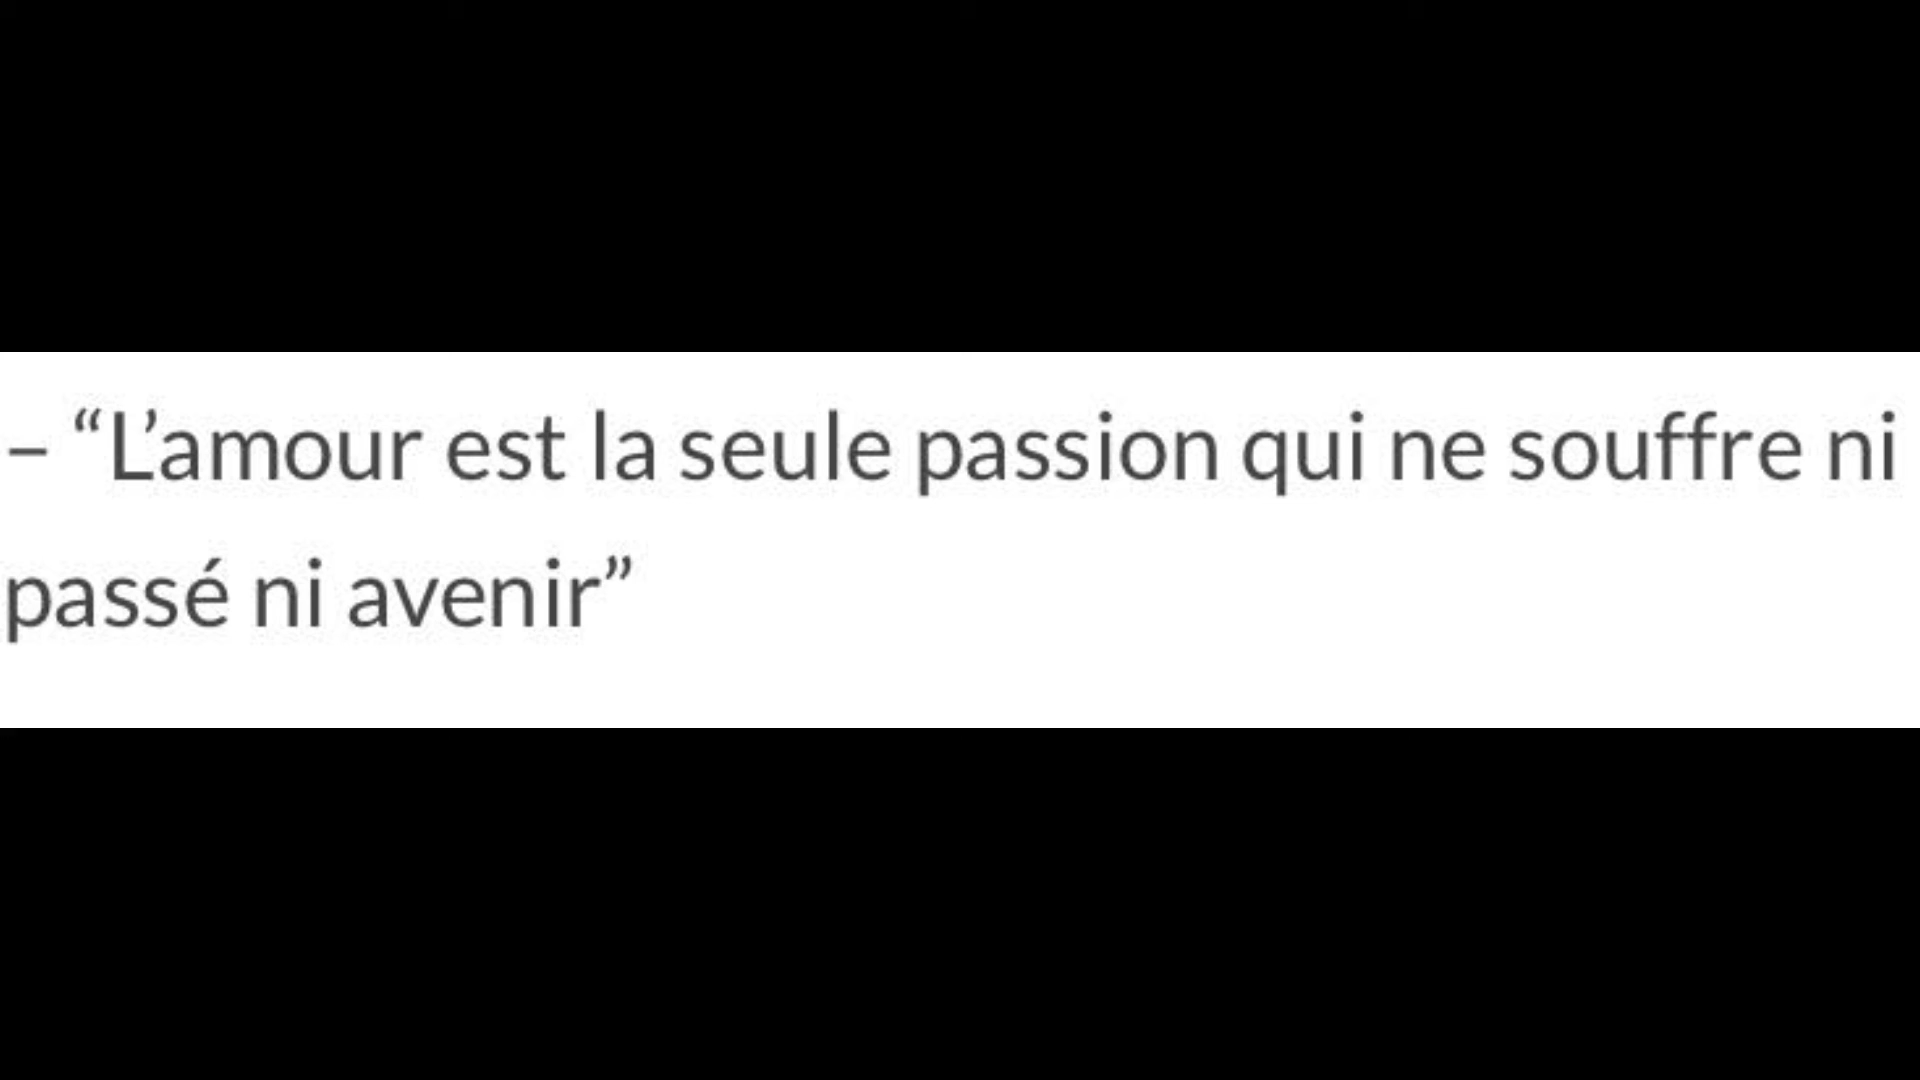 – “L’amour est la seule passion qui ne souffre ni
passé ni avenir”